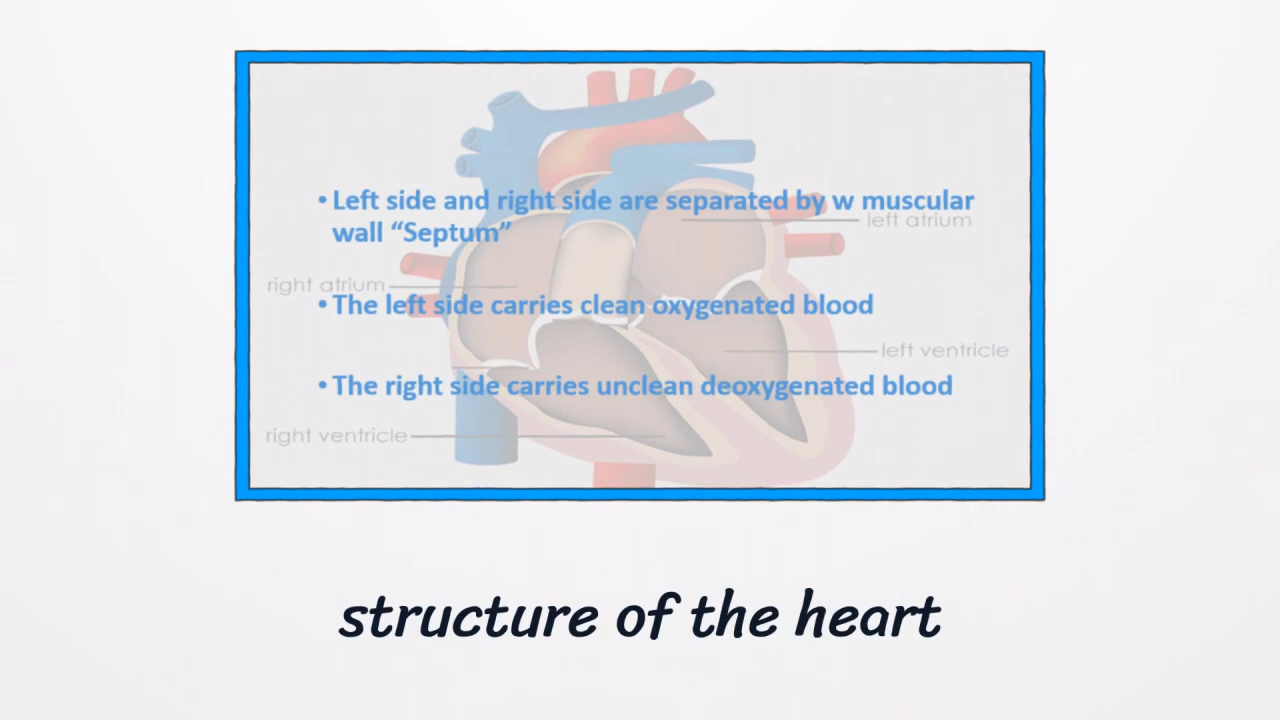 • Left side and right side are separated by w muscular
wall “Septum”
left atrium
right atrium
• The left side carries clean oxygenated blood
left ventricle
• The right side carries unclean deoxygenated blood
right ventricle
structure of the heart